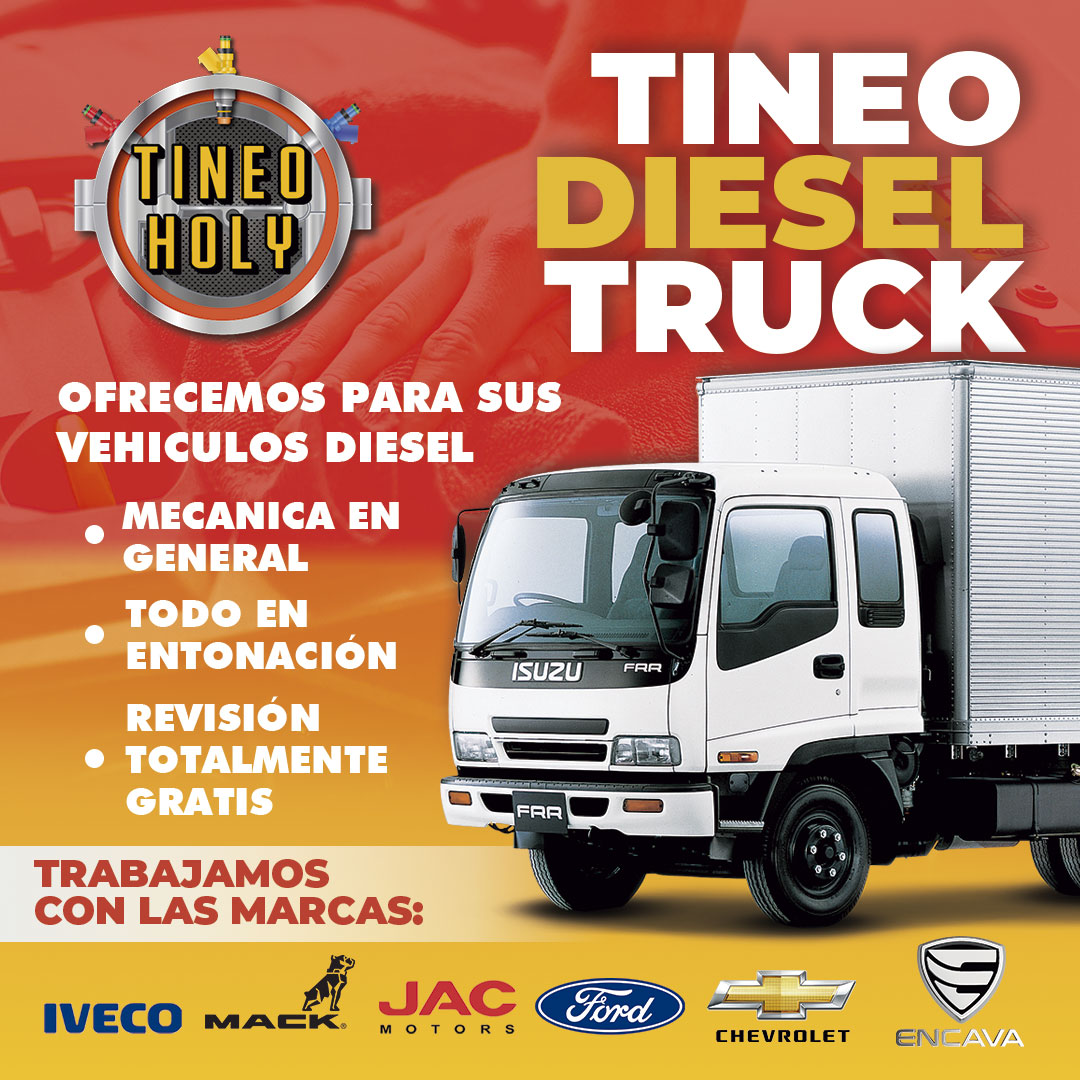 TINEO
HOLY
TINEO
DIESEL
TRUCK
OFRECEMOS PARA SUS
VEHICULOS DIESEL
MECANICA EN
GENERAL
TODO EN
ENTONACIÓN
REVISIÓN
TOTALMENTE
GRATIS
ISUZU FRR
FRR
TRABAJAMOS
CON LAS MARCAS:
IVECO
MACK
JAC
MOTORS
Ford
CHEVROLET
ENCAVA